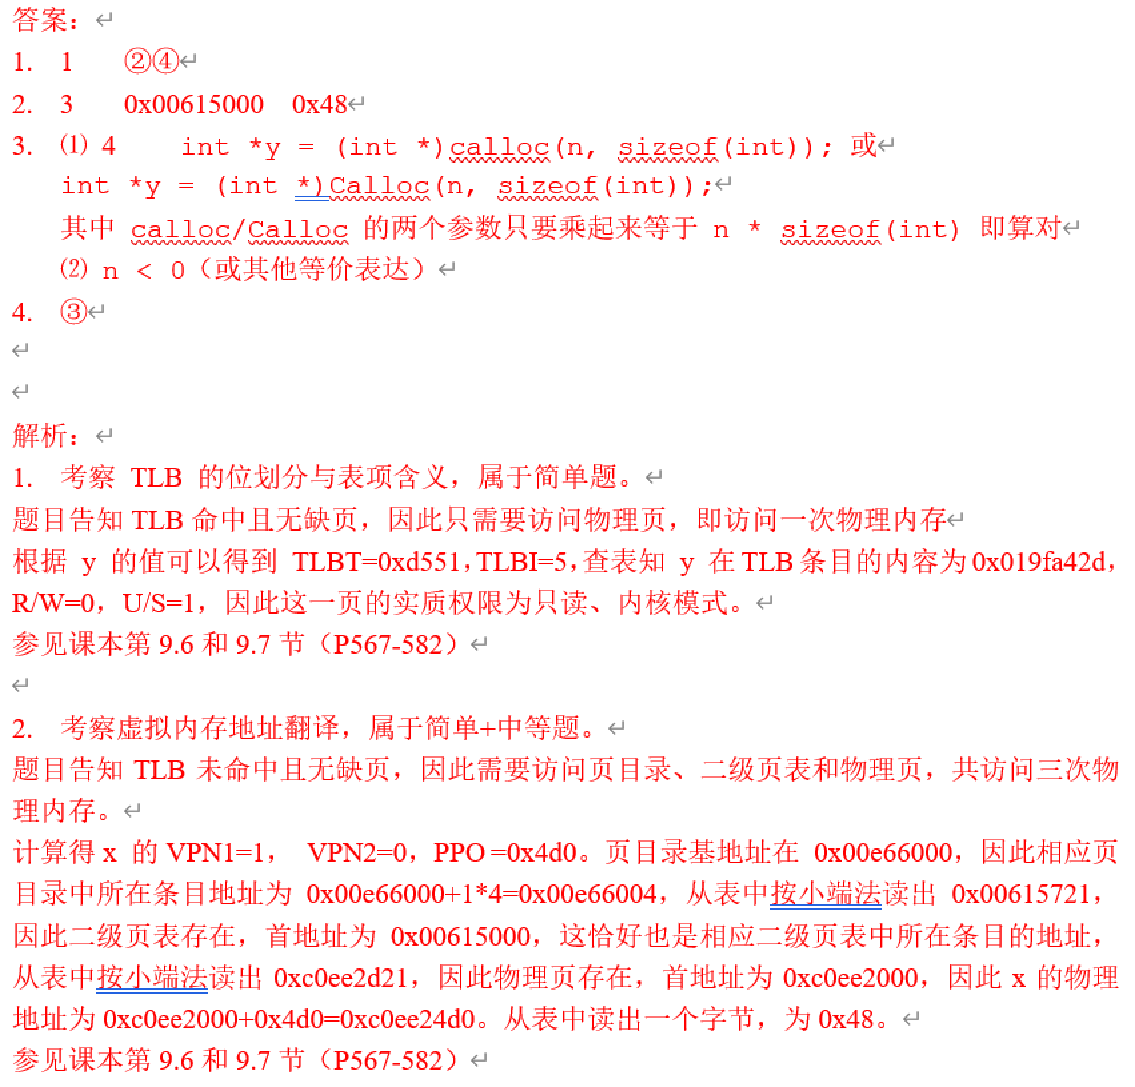 答案：
1. 1 ②④
2. 3 0x00615000 0x48
3. ⑴ 4 int *y = (int *)calloc(n, sizeof(int)); 或
int *y = (int *)Calloc(n, sizeof(int));
其中 calloc/Calloc 的两个参数只要乘起来等于 n * sizeof(int) 即算对
⑵ n < 0（或其他等价表达）
4. ③
解析：
1. 考察 TLB 的位划分与表项含义，属于简单题。
题目告知 TLB 命中且无缺页，因此只需要访问物理页，即访问一次物理内存
根据 y 的值可以得到 TLBT=0xd551，TLBI=5，查表知 y 在 TLB 条目的内容为 0x019fa42d，
R/W=0，U/S=1，因此这一页的实质权限为只读、内核模式。
参见课本第 9.6 和 9.7 节（P567-582）
2. 考察虚拟内存地址翻译，属于简单+中等题。
题目告知 TLB 未命中且无缺页，因此需要访问页目录、二级页表和物理页，共访问三次物
理内存。
计算得 x 的 VPN1=1， VPN2=0，PPO =0x4d0。页目录基地址在 0x00e66000，因此相应页
目录中所在条目地址为 0x00e66000+1*4=0x00e66004，从表中按小端法读出 0x00615721，
因此二级页表存在，首地址为 0x00615000，这恰好也是相应二级页表中所在条目的地址，
从表中按小端法读出 0xc0ee2d21，因此物理页存在，首地址为 0xc0ee2000，因此 x 的物理
地址为 0xc0ee2000+0x4d0=0xc0ee24d0。从表中读出一个字节，为 0x48。
参见课本第 9.6 和 9.7 节（P567-582）